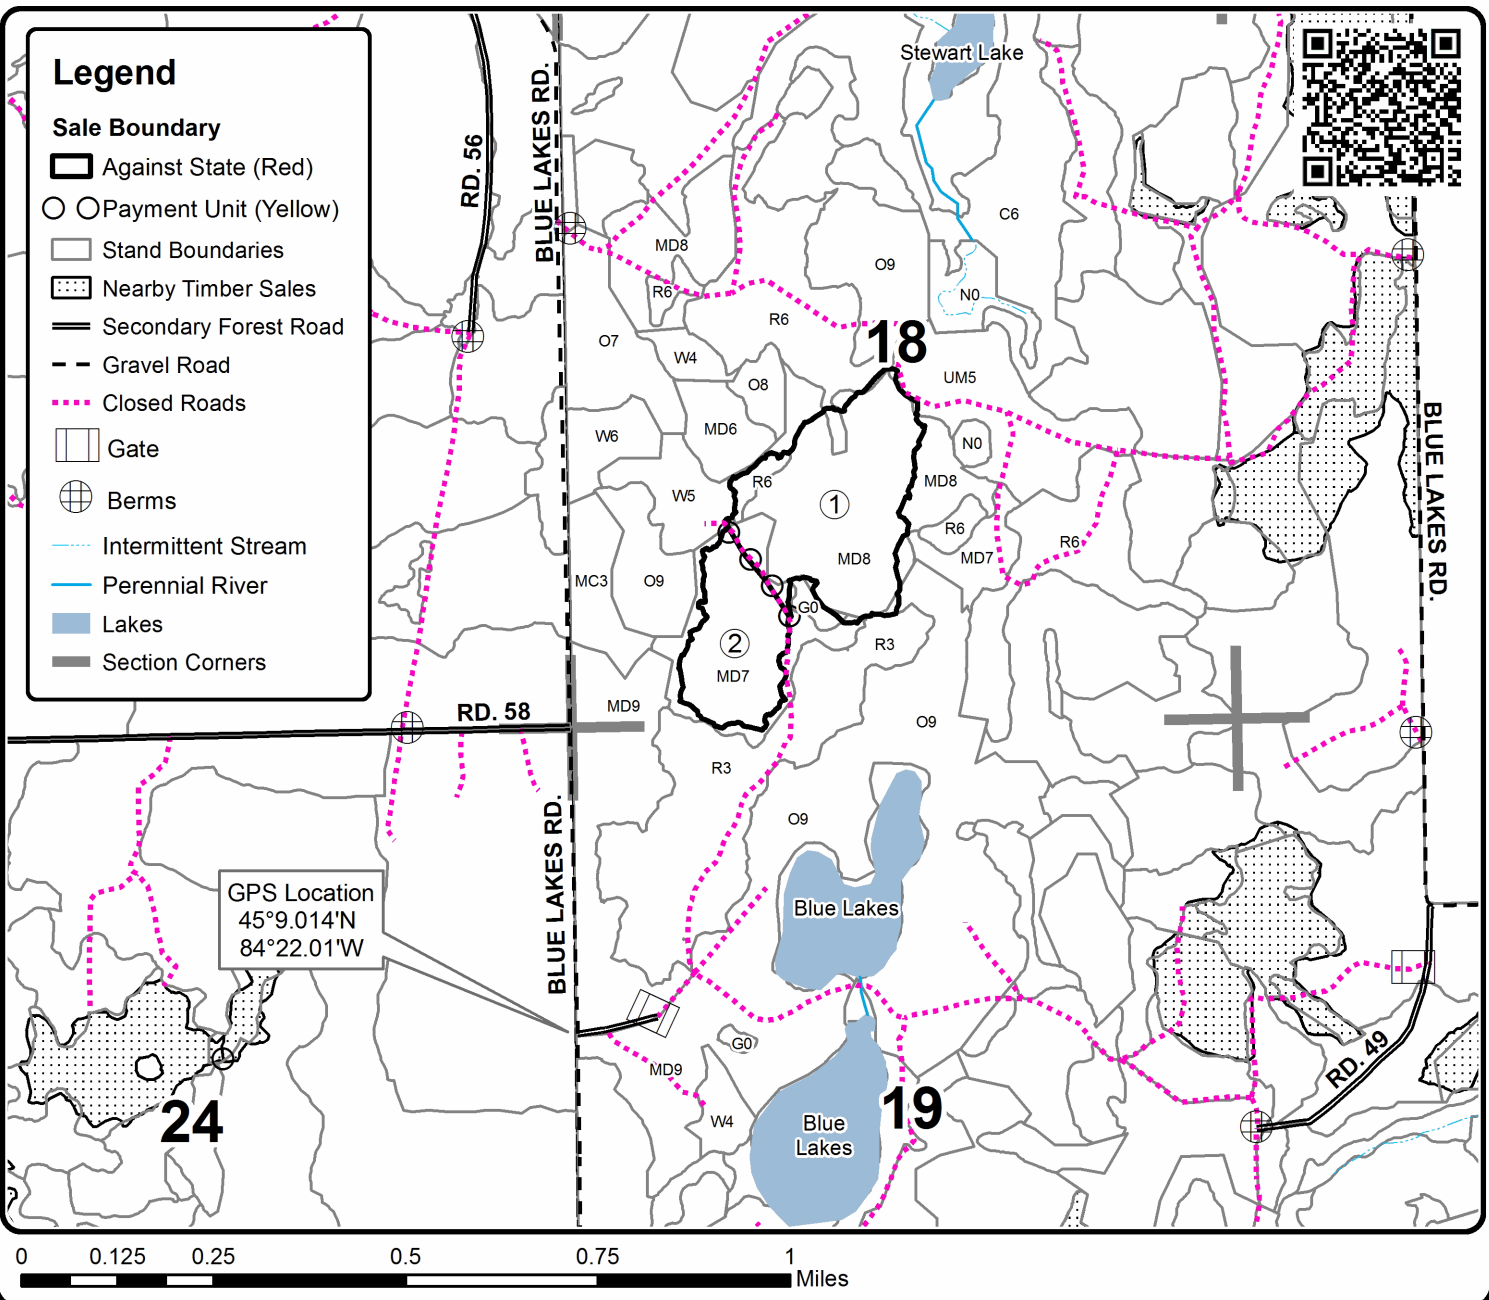 Legend
Sale Boundary
Against State (Red)
Payment Unit (Yellow)
Stand Boundaries
Nearby Timber Sales
Secondary Forest Road
Gravel Road
Closed Roads
Gate
Berms
Intermittent Stream
Perennial River
Lakes
Section Corners
RD. 56
BLUE LAKES RD.
Stewart Lake
C6
MD8
O9
R6
N0
R6
O7
18
W4
UM5
O8
W6
MD6
N0
BLUE LAKES RD.
R6
MD8
W5
1
R6
R6
MD8
MD7
MC3
O9
G0
2
R3
MD7
MD9
RD. 58
O9
R3
O9
BLUE LAKES RD.
GPS Location
45°9.014'N
84°22.01'W
Blue Lakes
G0
MD9
RD. 49
24
W4
19
Blue
Lakes
0 0.125 0.25 0.5 0.75 1
Miles